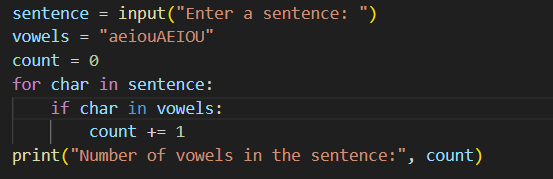 sentence = input("Enter a sentence: ")
vowels = "aeiouAEIOU"
count = 0
for char in sentence:
    if char in vowels:
        count += 1
print("Number of vowels in the sentence:", count)